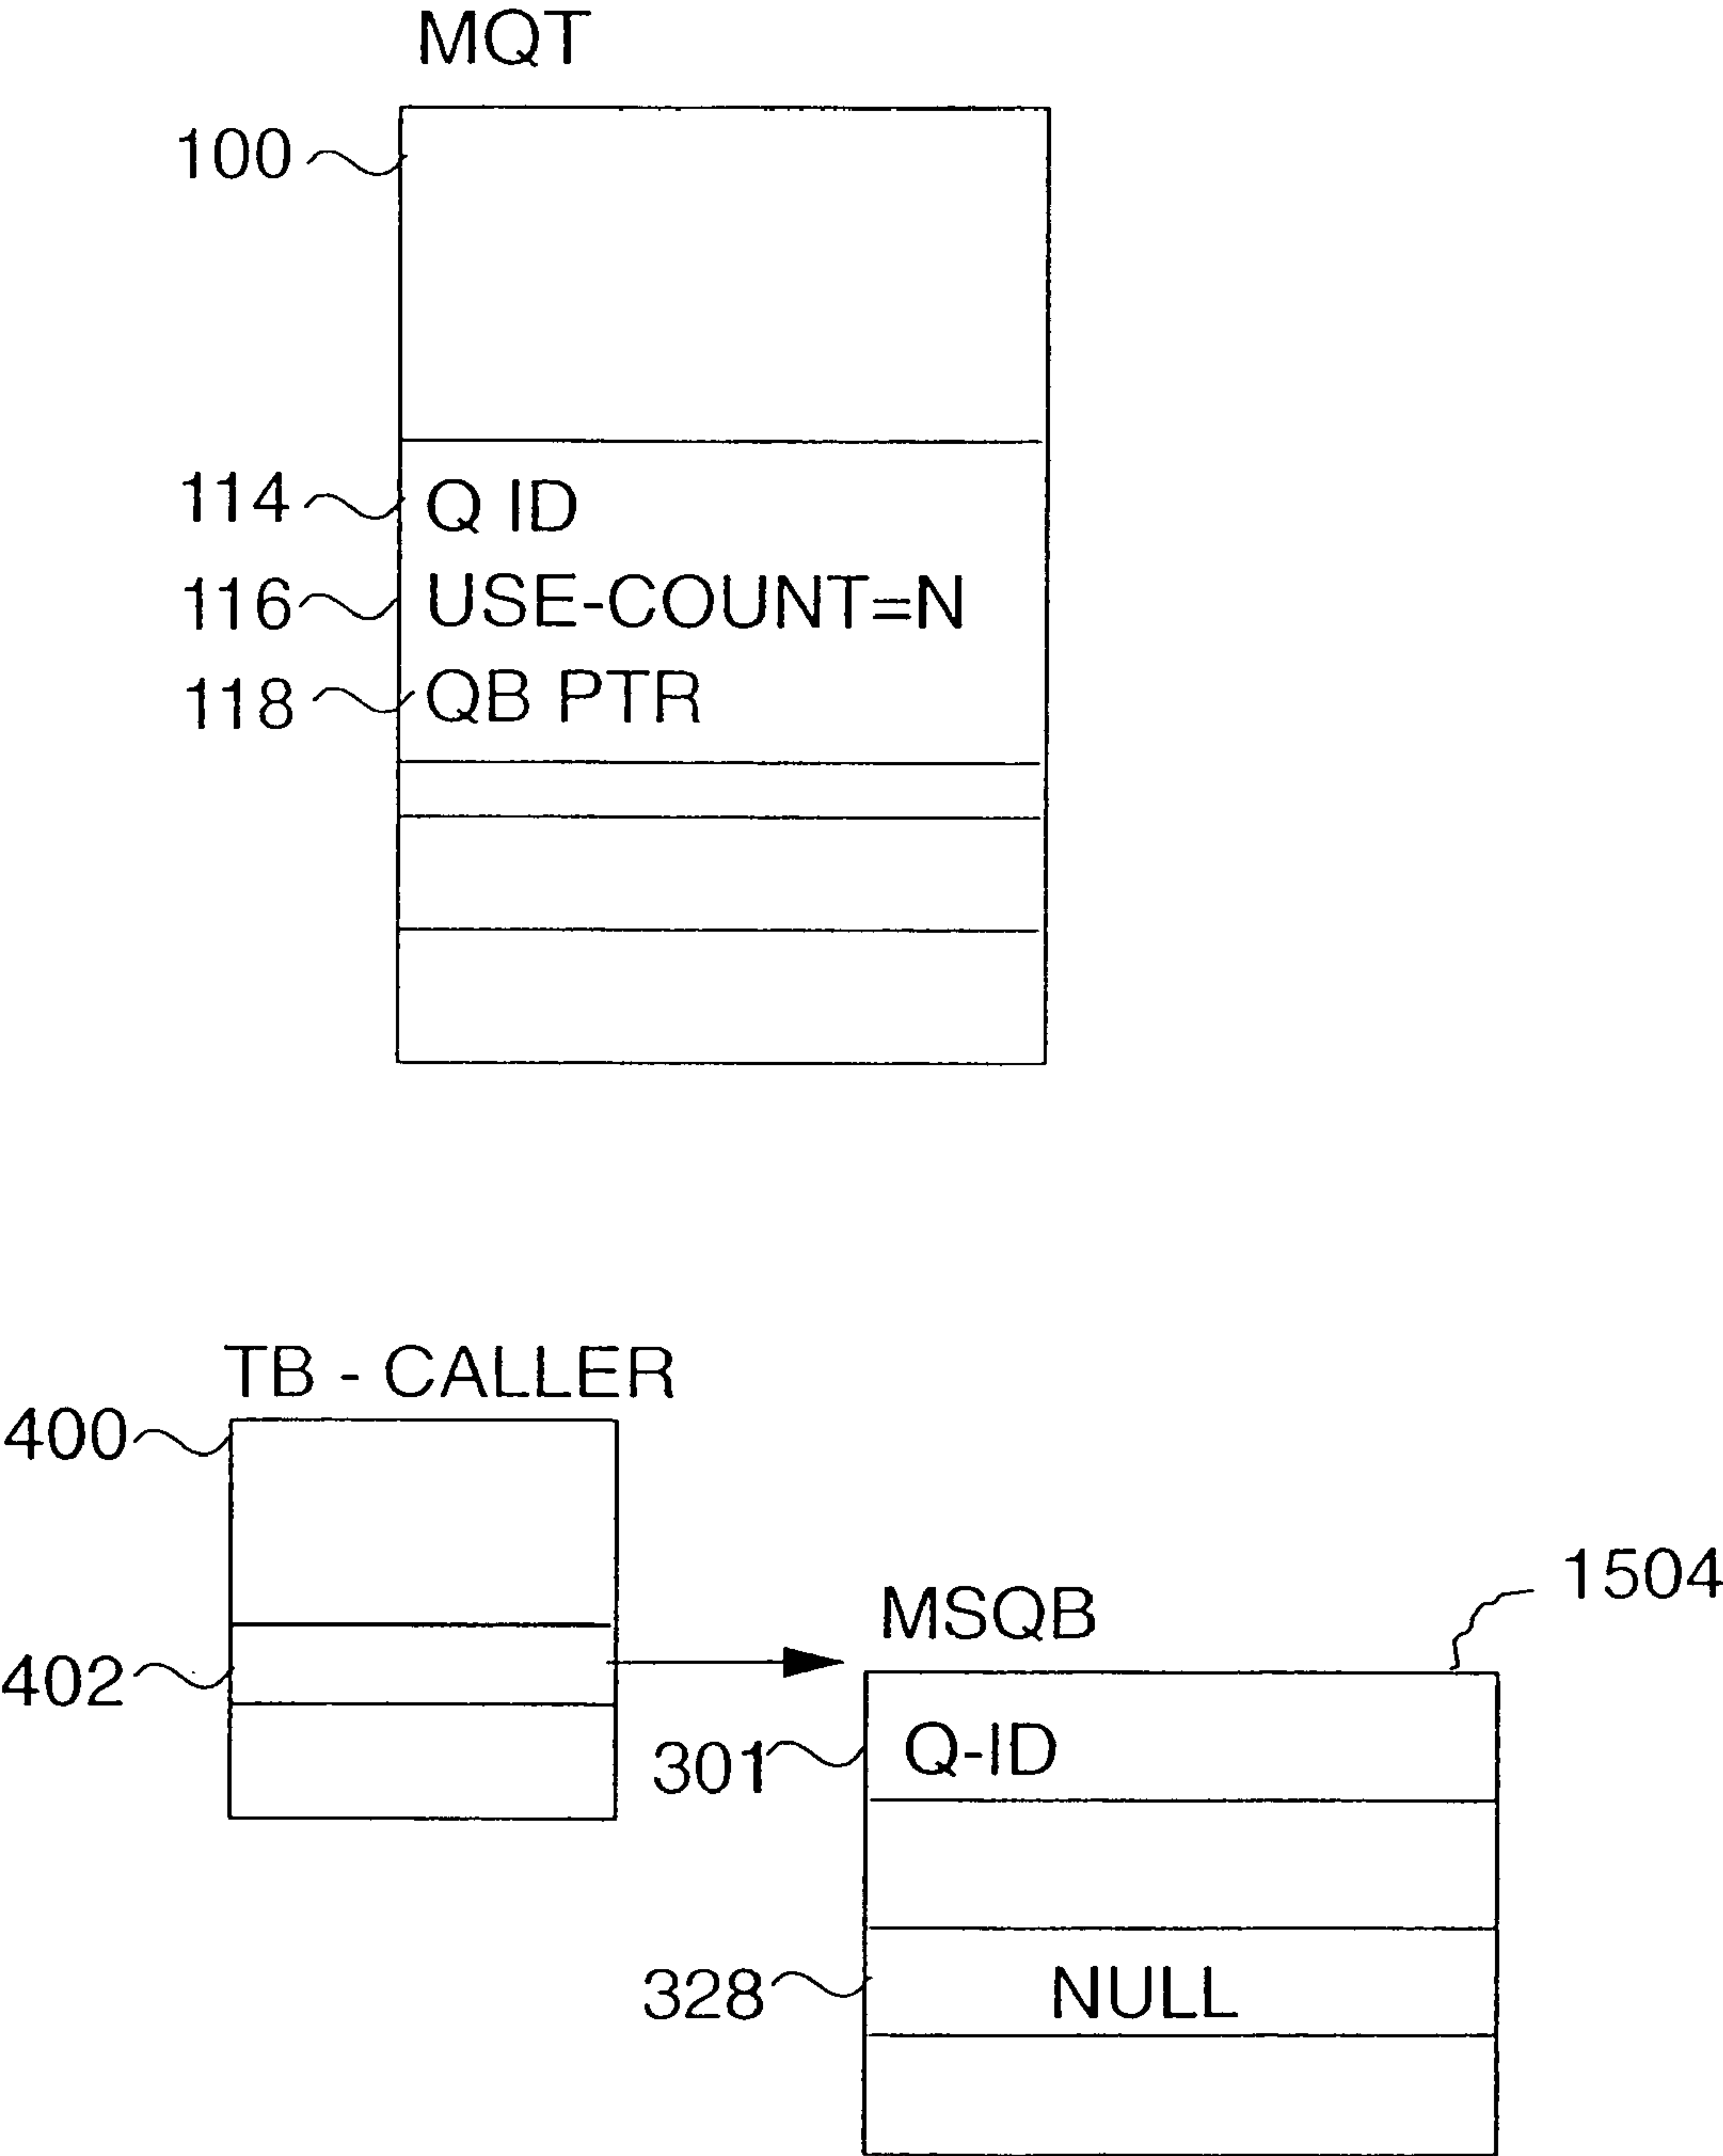 MQT
100
114 Q ID
116 USE-COUNT=N
118 QB PTR
TB - CALLER
400
1504
MSQB
402
301 Q-ID
328 NULL